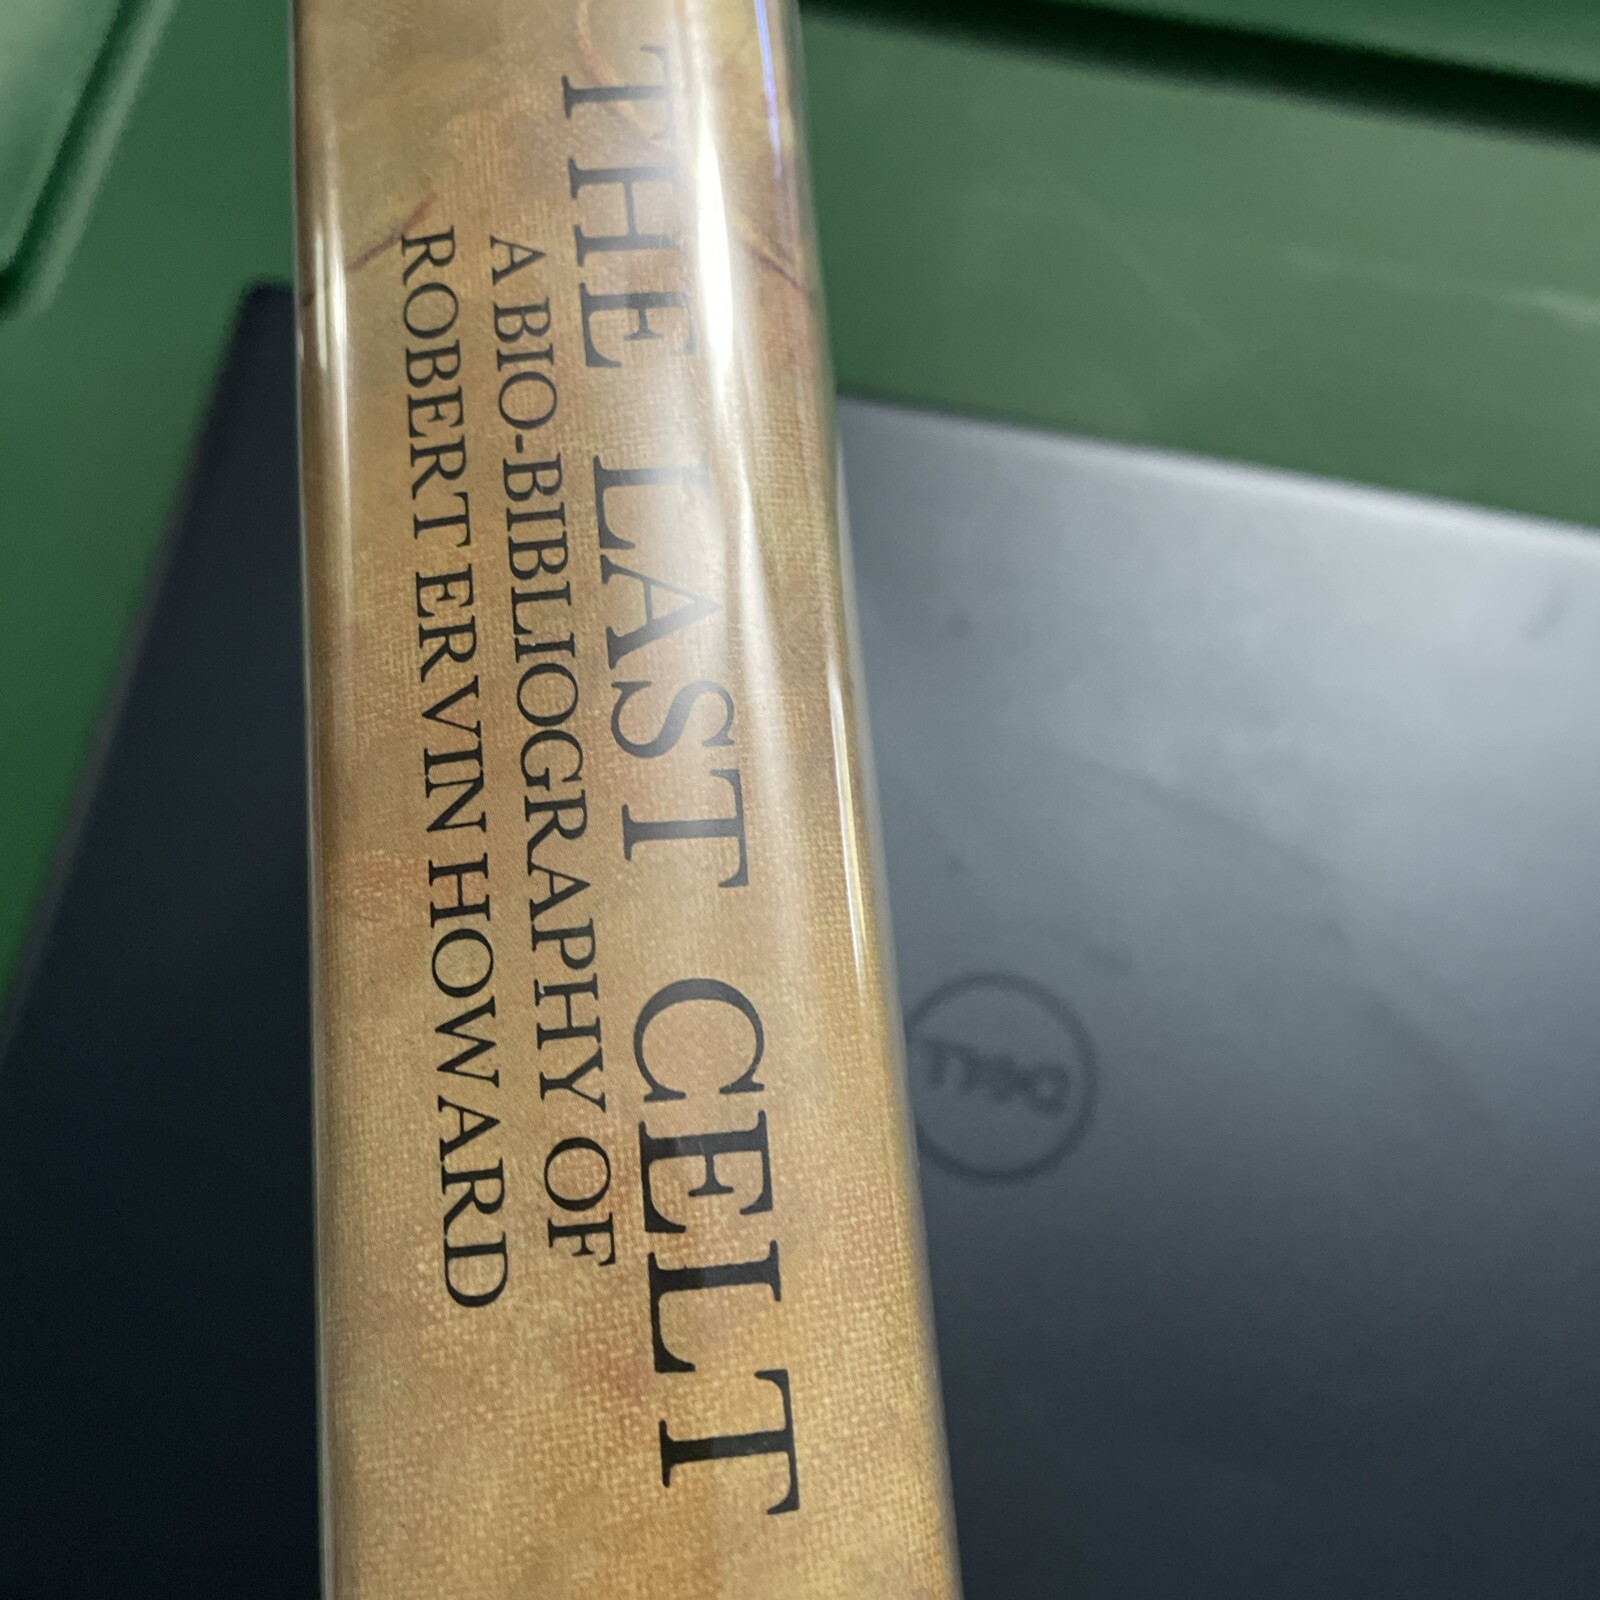 THE LAST CELT
A BIO-BIBLIOGRAPHY OF
ROBERT ERVIN HOWARD
DELL